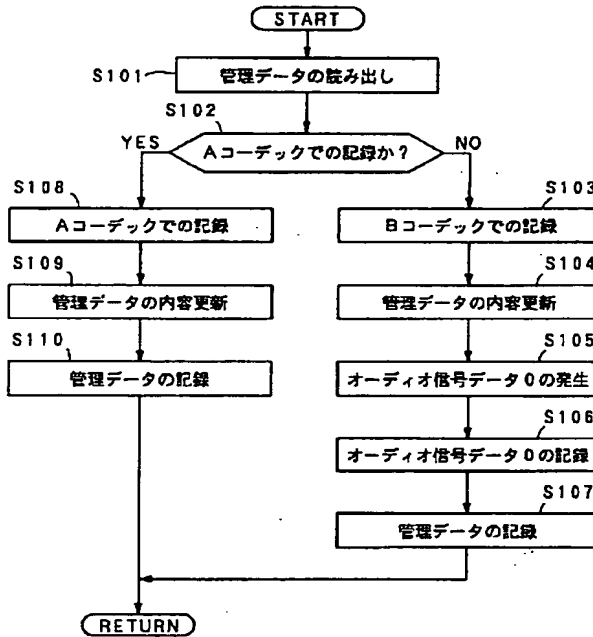 START
S101
管理データの読み出し
S102
Aコーデックでの記録か?
YES
NO
S108
Aコーデックでの記録
S109
管理データの内容更新
S110
管理データの記録
S103
Bコーデックでの記録
S104
管理データの内容更新
S105
オーディオ信号データ0の発生
S106
オーディオ信号データ0の記録
S107
管理データの記録
RETURN